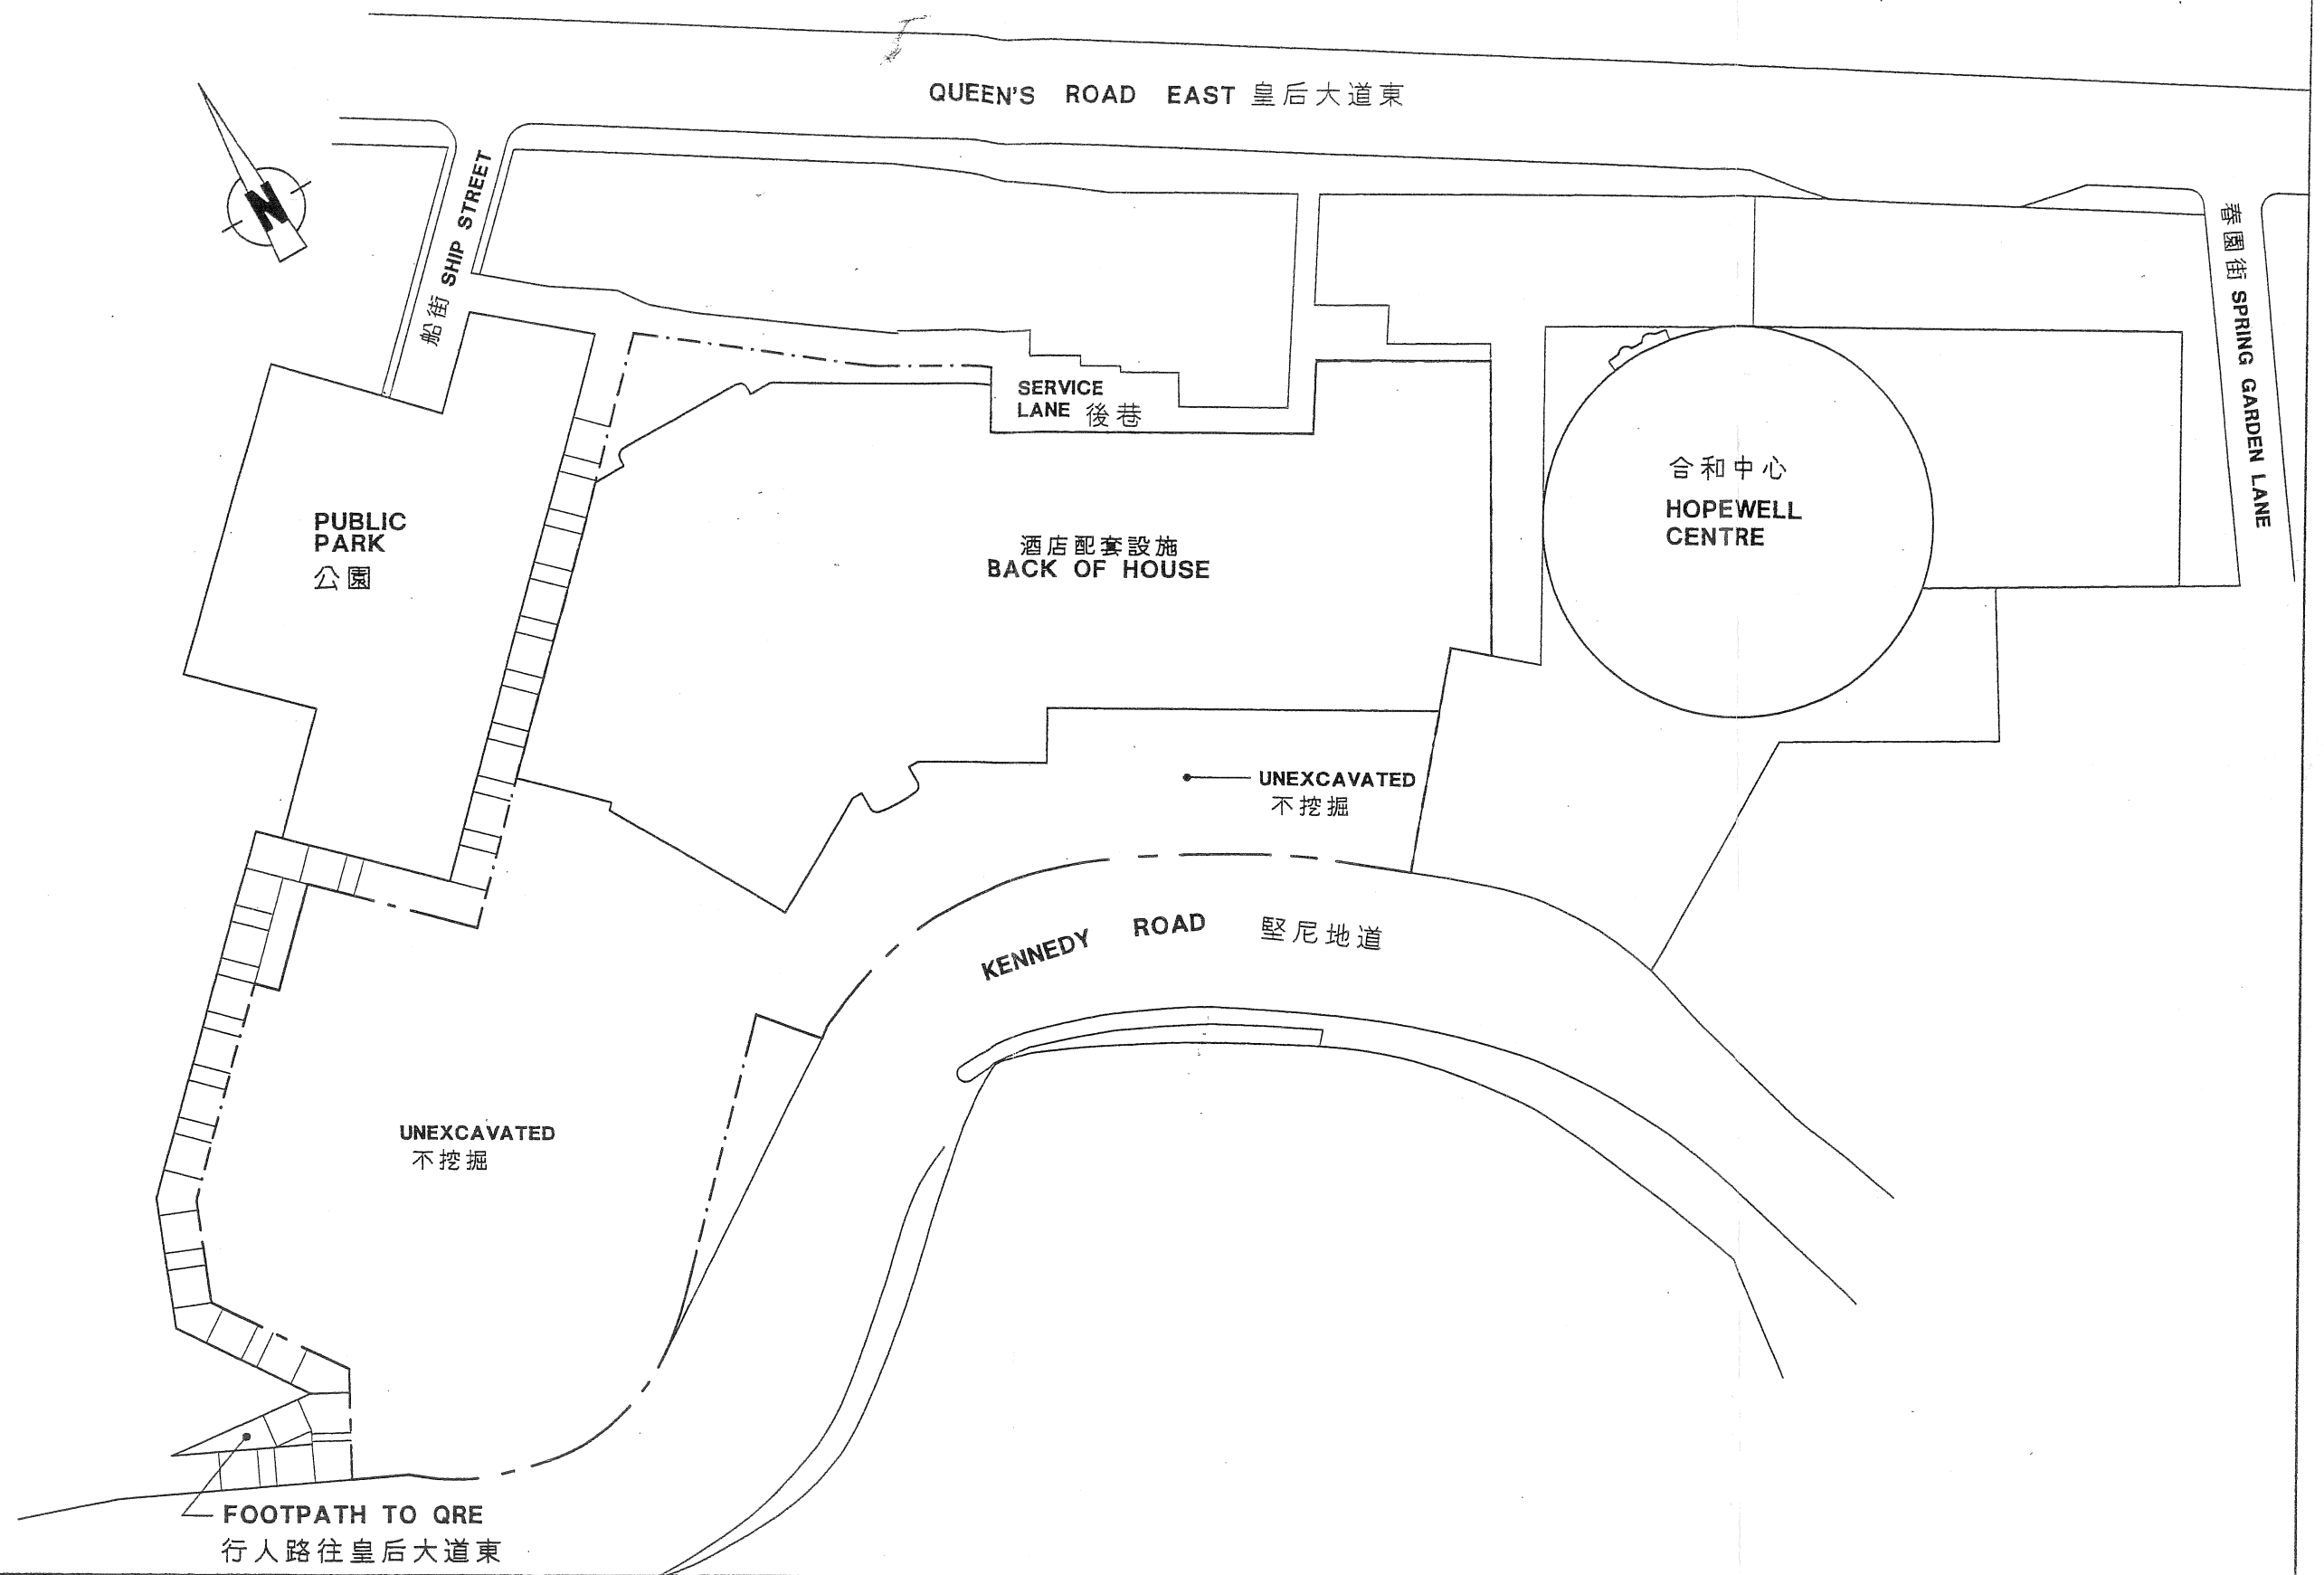 QUEEN'S ROAD EAST 皇后大道東
N
船街 SHIP STREET
春園街 SPRING GARDEN LANE
SERVICE
LANE 後巷
合和中心
HOPEWELL
CENTRE
PUBLIC
PARK
公園
酒店配套設施
BACK OF HOUSE
UNEXCAVATED
不挖掘
KENNEDY ROAD 堅尼地道
UNEXCAVATED
不挖掘
FOOTPATH TO QRE
行人路往皇后大道東